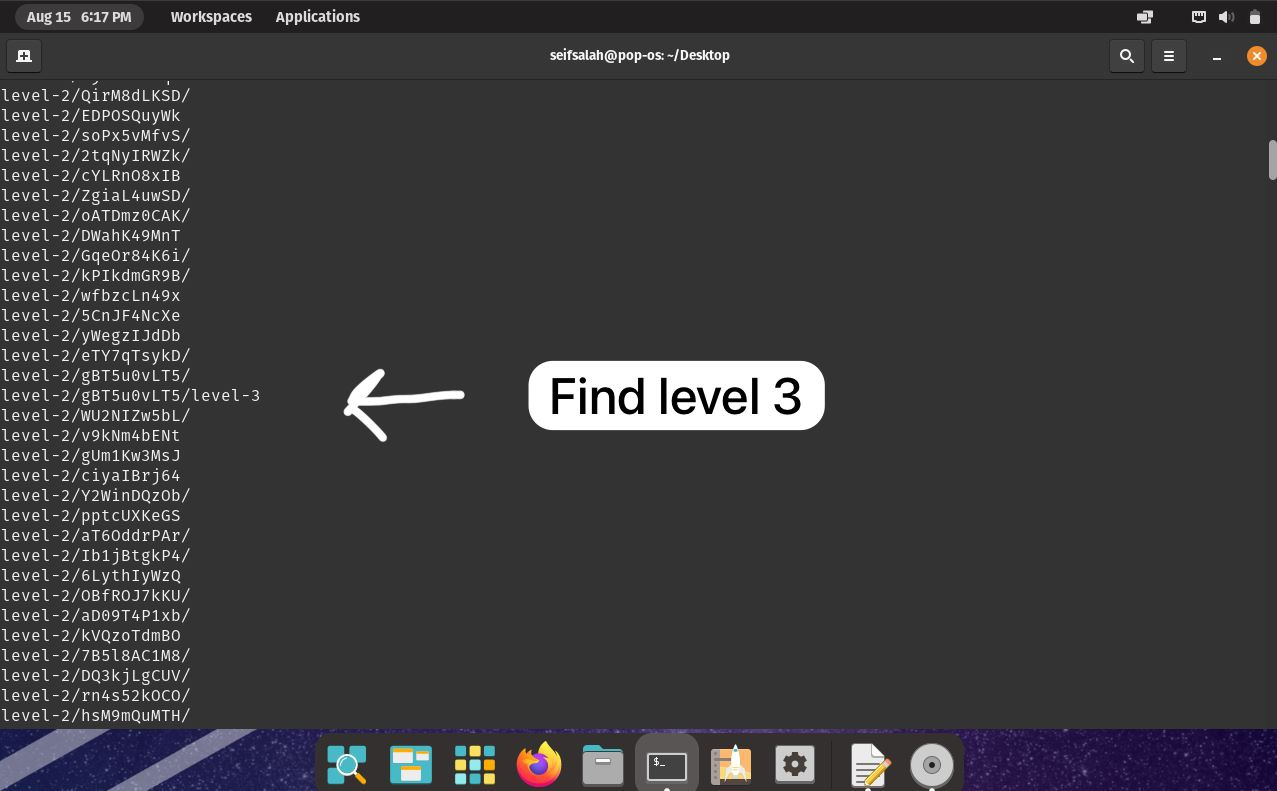 Aug 15 6:17 PM Workspaces Applications
seifsalah@pop-os: ~/Desktop
level-2/QirM8dLKSD/
level-2/EDPOSQuyWk
level-2/soPx5vMfvS/
level-2/2tqNyIRWZk/
level-2/cYLRnO8xIB
level-2/ZgiaL4uwSD/
level-2/oATDmz0CAK/
level-2/DWahK49MnT
level-2/GqeOr84K6i/
level-2/kPIkdmGR9B/
level-2/wfbzcLn49x
level-2/5CnJF4NcXe
level-2/yWegzIJdDb
level-2/eTY7qTsykD/
level-2/gBT5u0vLT5/
level-2/gBT5u0vLT5/level-3
Find level 3
level-2/WU2NIZw5bL/
level-2/v9kNm4bENt
level-2/gUm1Kw3MsJ
level-2/ciyaIBrj64
level-2/Y2WinDQzOb/
level-2/pptcUXKeGS
level-2/aT6OddrPAr/
level-2/Ib1jBtgkP4/
level-2/6LythIyWzQ
level-2/OBfROJ7kKU/
level-2/aD09T4P1xb/
level-2/kVQzoTdmBO
level-2/7B5l8AC1M8/
level-2/DQ3kjLgCUV/
level-2/rn4s52kOCO/
level-2/hsM9mQuMTH/
$_